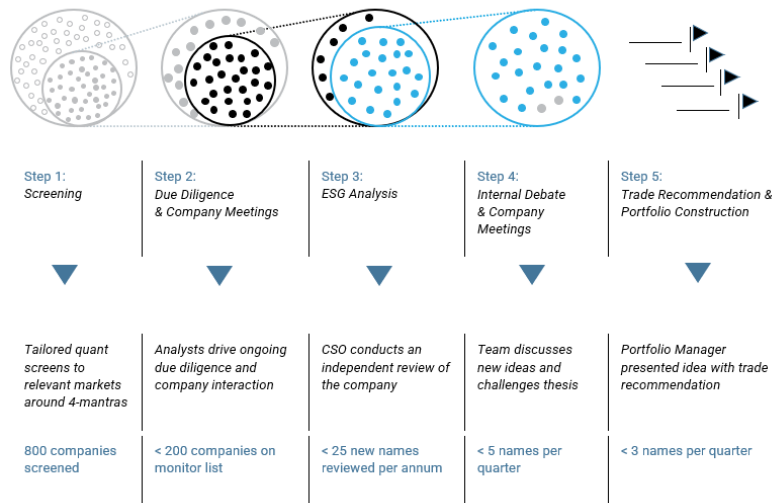 Step 1:
Screening
Step 2:
Due Diligence
& Company Meetings
Step 3:
ESG Analysis
Step 4:
Internal Debate
& Company
Meetings
Step 5:
Trade Recommendation &
Portfolio Construction
Tailored quant
screens to
relevant markets
around 4-mantras
Analysts drive ongoing
due diligence and
company interaction
CSO conducts an
independent review of
the company
Team discusses
new ideas and
challenges thesis
Portfolio Manager
presented idea with trade
recommendation
800 companies
screened
< 200 companies on
monitor list
< 25 new names
reviewed per annum
< 5 names per
quarter
< 3 names per quarter